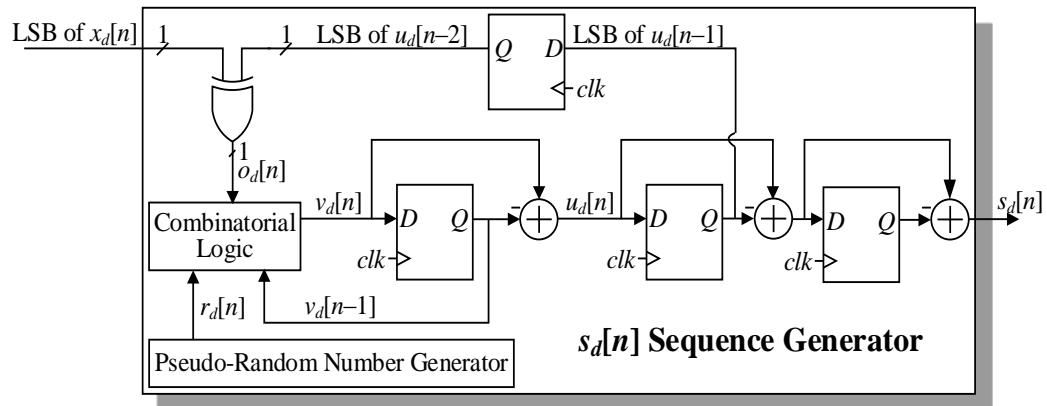 LSB of x_d[n]
1
1
LSB of u_d[n–2]
Q
D
LSB of u_d[n–1]
clk
1
o_d[n]
Combinatorial
Logic
v_d[n]
D
Q
clk
-
+
u_d[n]
D
Q
clk
-
+
D
Q
clk
-
+
s_d[n]
r_d[n]
v_d[n–1]
Pseudo-Random Number Generator
s_d[n] Sequence Generator